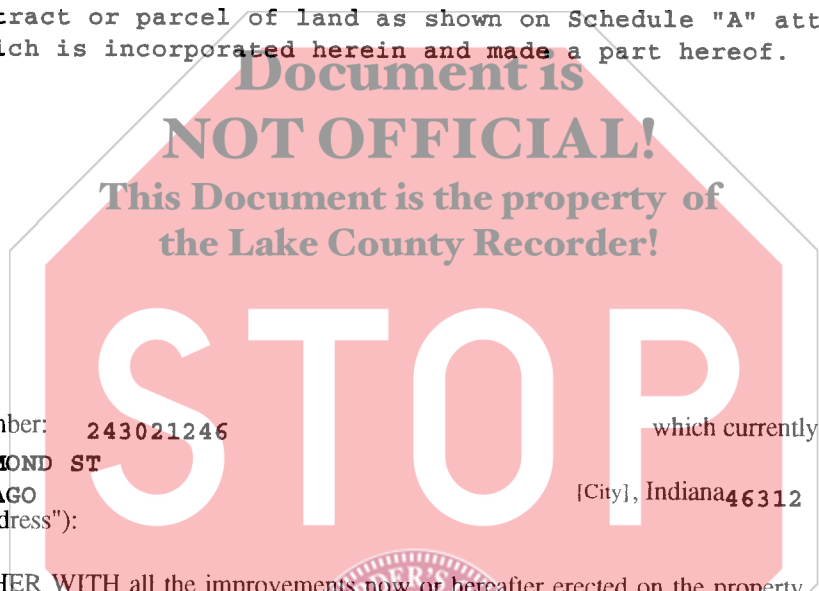 tract or parcel of land as shown on Schedule "A" att
ich is incorporated herein and made a part hereof.
Document is
NOT OFFICIAL!
This Document is the property of
the Lake County Recorder!
STOP
nber: 243021246 which currently
OND ST
AGO [City], Indiana 46312
dress"):
HER WITH all the improvements now or hereafter erected on the property